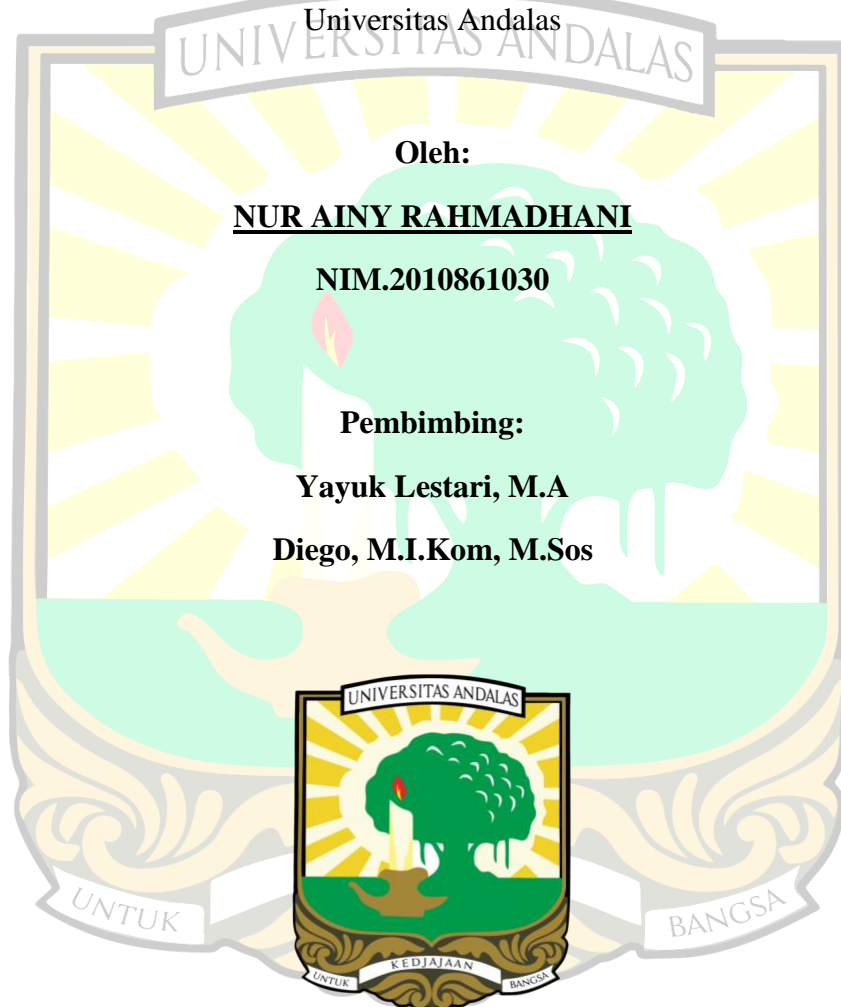 Universitas Andalas
UNIVERSITAS ANDALAS
Oleh:
NUR AINY RAHMADHANI
NIM.2010861030
Pembimbing:
Yayuk Lestari, M.A
Diego, M.I.Kom, M.Sos
UNIVERSITAS ANDALAS
UNTUK
BANGSA
KEDJAJAAN
UNTUK
BANGSA